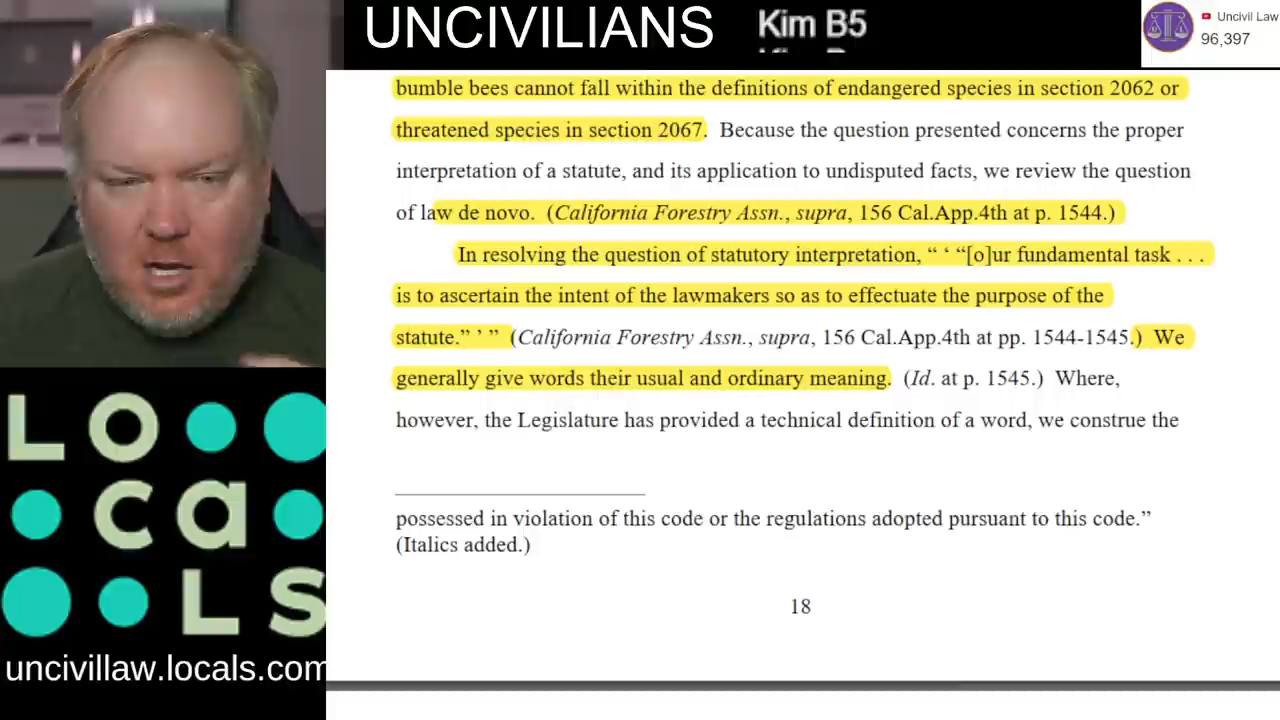 UNCIVILIANS
Kim B5
Uncivil Law
96,397
bumble bees cannot fall within the definitions of endangered species in section 2062 or
threatened species in section 2067.  Because the question presented concerns the proper
interpretation of a statute, and its application to undisputed facts, we review the question
of law de novo.  (California Forestry Assn., supra, 156 Cal.App.4th at p. 1544.)
In resolving the question of statutory interpretation, “ ‘ “[o]ur fundamental task . . .
is to ascertain the intent of the lawmakers so as to effectuate the purpose of the
statute.” ’ ” (California Forestry Assn., supra, 156 Cal.App.4th at pp. 1544-1545.)  We
generally give words their usual and ordinary meaning.  (Id. at p. 1545.)  Where,
however, the Legislature has provided a technical definition of a word, we construe the
possessed in violation of this code or the regulations adopted pursuant to this code.”
(Italics added.)
18
LOCALS
uncivillaw.locals.com